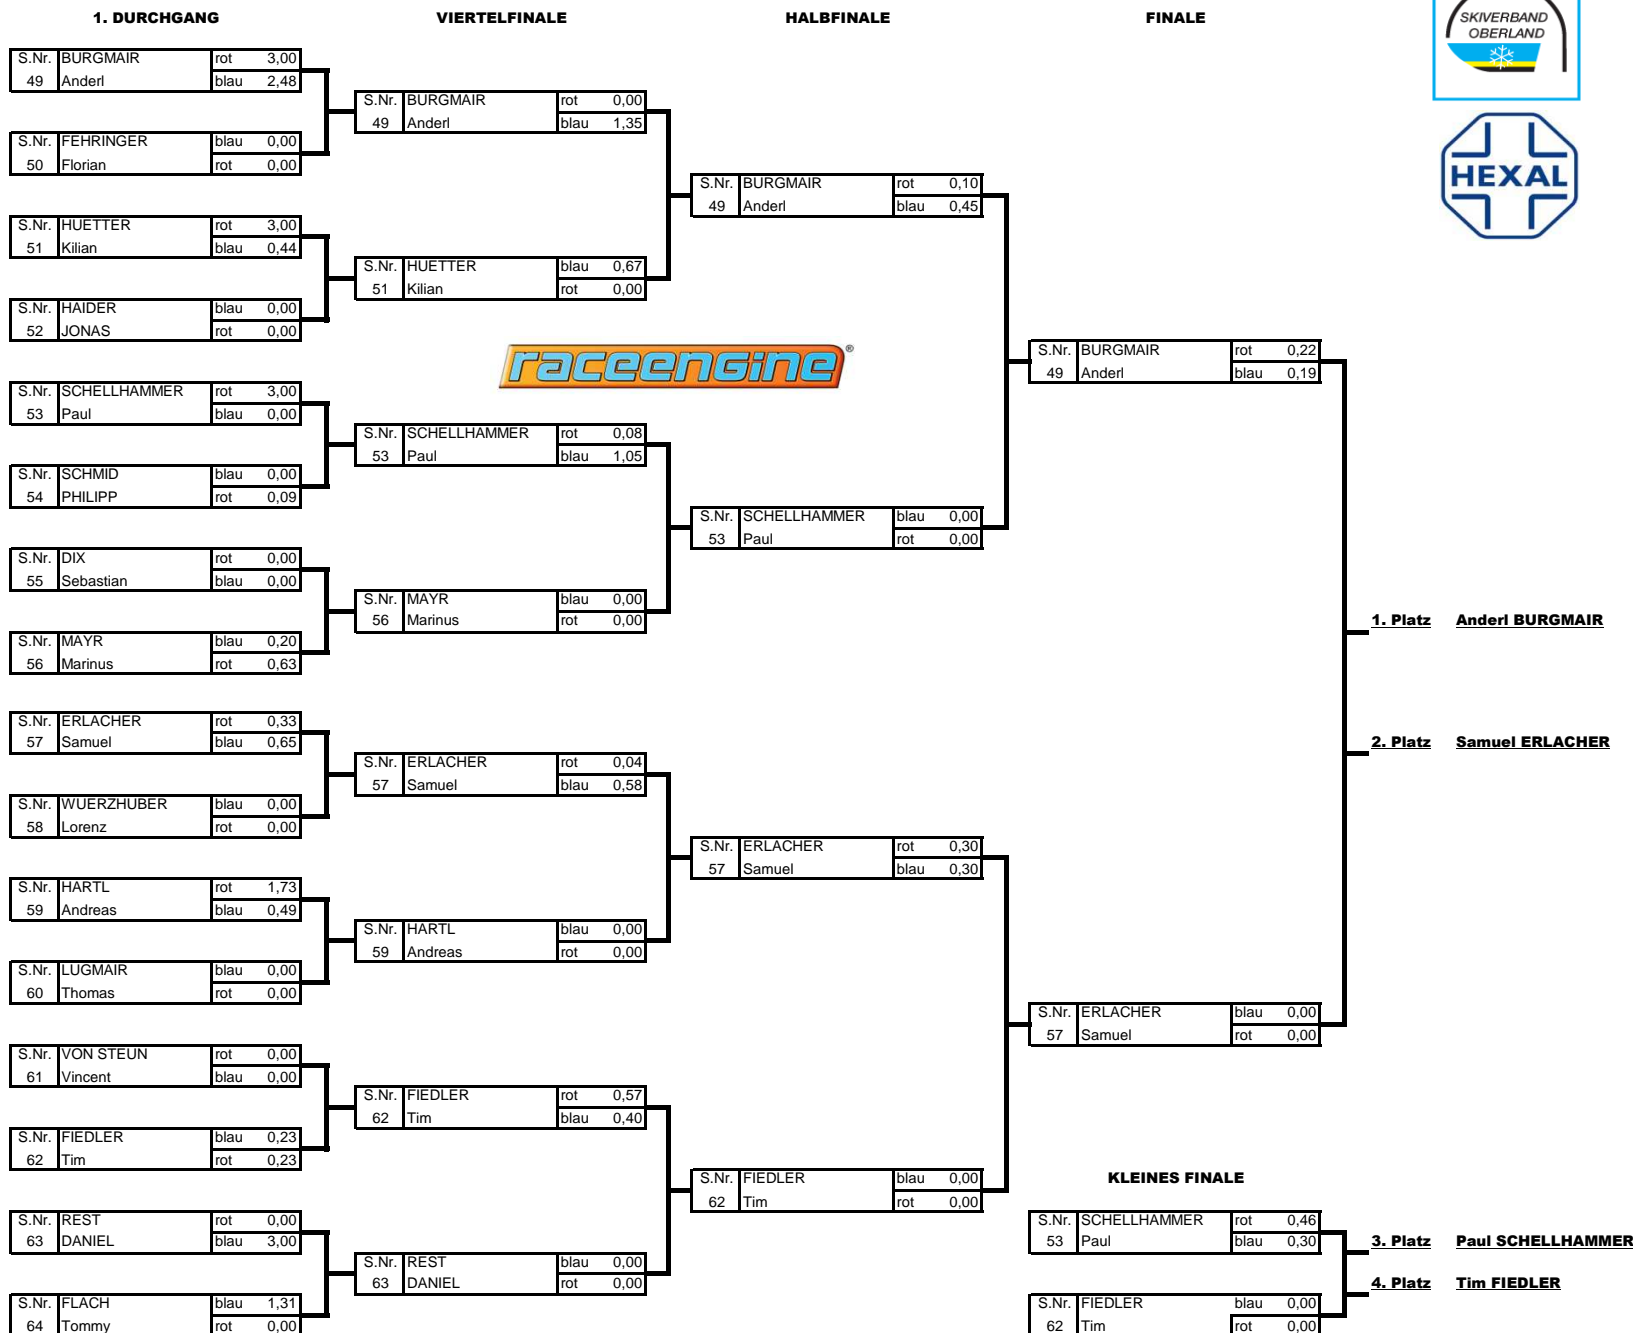 1. DURCHGANG VIERTELFINALE HALBFINALE FINALE
SKIVERBAND
OBERLAND
S.Nr. BURGMAIR rot 3,00
49 Anderl blau 2,48
S.Nr. BURGMAIR rot 0,00
49 Anderl blau 1,35
S.Nr. FEHRINGER blau 0,00
50 Florian rot 0,00
HEXAL
S.Nr. BURGMAIR rot 0,10
49 Anderl blau 0,45
S.Nr. HUETTER rot 3,00
51 Kilian blau 0,44
S.Nr. HUETTER blau 0,67
51 Kilian rot 0,00
S.Nr. HAIDER blau 0,00
52 JONAS rot 0,00
raceengine®
S.Nr. BURGMAIR rot 0,22
49 Anderl blau 0,19
S.Nr. SCHELLHAMMER rot 3,00
53 Paul blau 0,00
S.Nr. SCHELLHAMMER rot 0,08
53 Paul blau 1,05
S.Nr. SCHMID blau 0,00
54 PHILIPP rot 0,09
S.Nr. SCHELLHAMMER blau 0,00
53 Paul rot 0,00
S.Nr. DIX rot 0,00
55 Sebastian blau 0,00
S.Nr. MAYR blau 0,00
56 Marinus rot 0,00
1. Platz Anderl BURGMAIR
S.Nr. MAYR blau 0,20
56 Marinus rot 0,63
S.Nr. ERLACHER rot 0,33
57 Samuel blau 0,65
2. Platz Samuel ERLACHER
S.Nr. ERLACHER rot 0,04
57 Samuel blau 0,58
S.Nr. WUERZHUBER blau 0,00
58 Lorenz rot 0,00
S.Nr. ERLACHER rot 0,30
57 Samuel blau 0,30
S.Nr. HARTL rot 1,73
59 Andreas blau 0,49
S.Nr. HARTL blau 0,00
59 Andreas rot 0,00
S.Nr. LUGMAIR blau 0,00
60 Thomas rot 0,00
S.Nr. ERLACHER blau 0,00
57 Samuel rot 0,00
S.Nr. VON STEUN rot 0,00
61 Vincent blau 0,00
S.Nr. FIEDLER rot 0,57
62 Tim blau 0,40
S.Nr. FIEDLER blau 0,23
62 Tim rot 0,23
S.Nr. FIEDLER blau 0,00
62 Tim rot 0,00
KLEINES FINALE
S.Nr. REST rot 0,00
63 DANIEL blau 3,00
S.Nr. SCHELLHAMMER rot 0,46
53 Paul blau 0,30
3. Platz Paul SCHELLHAMMER
S.Nr. REST blau 0,00
63 DANIEL rot 0,00
4. Platz Tim FIEDLER
S.Nr. FLACH blau 1,31
64 Tommy rot 0,00
S.Nr. FIEDLER blau 0,00
62 Tim rot 0,00